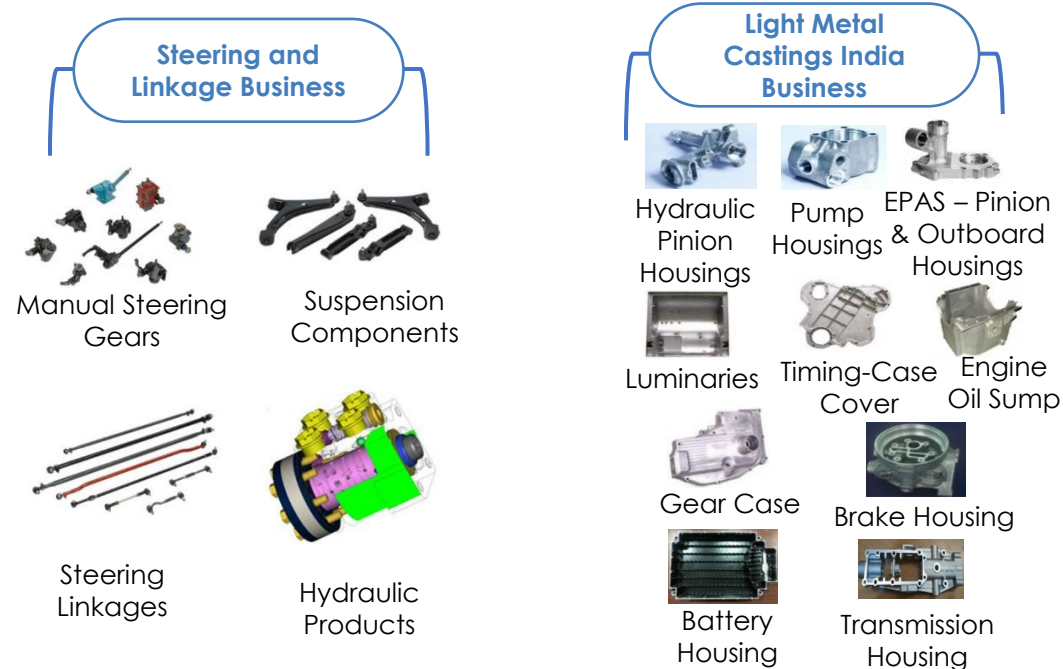 Steering and
Linkage Business
Manual Steering
Gears
Suspension
Components
Steering
Linkages
Hydraulic
Products
Light Metal
Castings India
Business
Hydraulic
Pinion
Housings
Pump
Housings
EPAS – Pinion
& Outboard
Housings
Luminaries
Timing-Case
Cover
Engine
Oil Sump
Gear Case
Brake Housing
Battery
Housing
Transmission
Housing